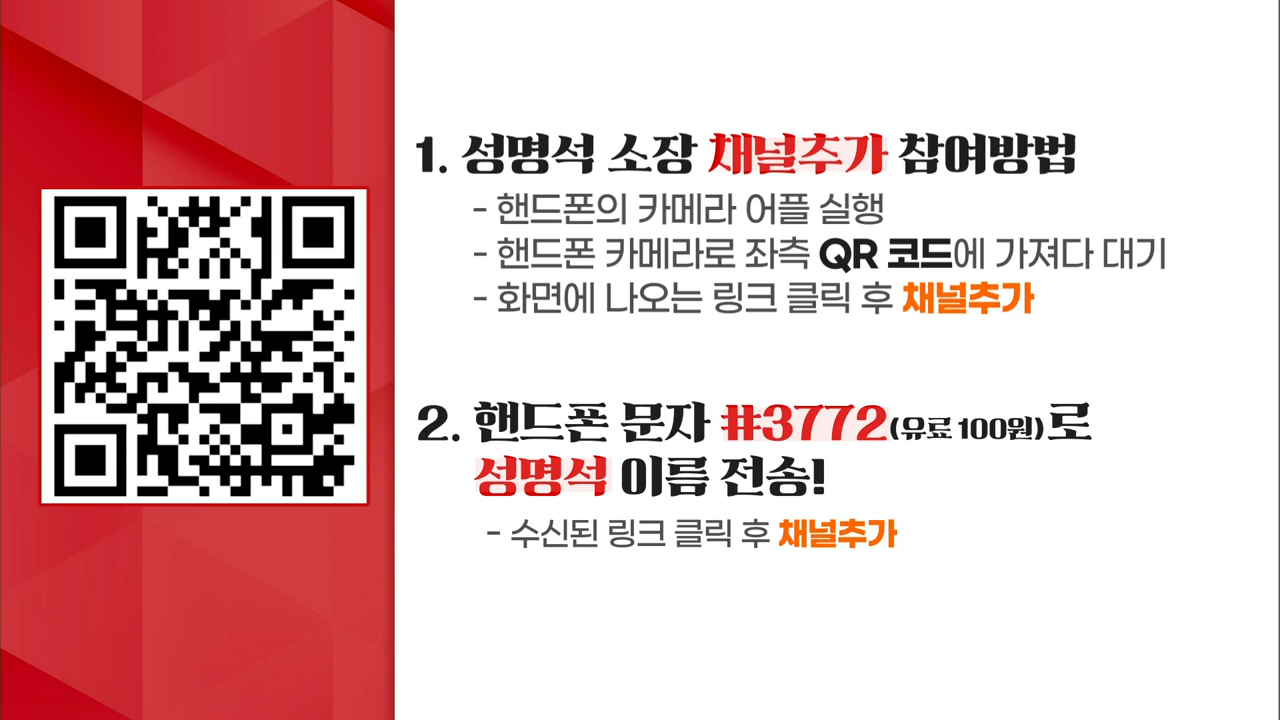 1. 성명석 소장 채널추가 참여방법
- 핸드폰의 카메라 어플 실행
- 핸드폰 카메라로 좌측 QR 코드에 가져다 대기
- 화면에 나오는 링크 클릭 후 채널추가
2. 핸드폰 문자 #3772(유료 100원)로
성명석 이름 전송!
- 수신된 링크 클릭 후 채널추가